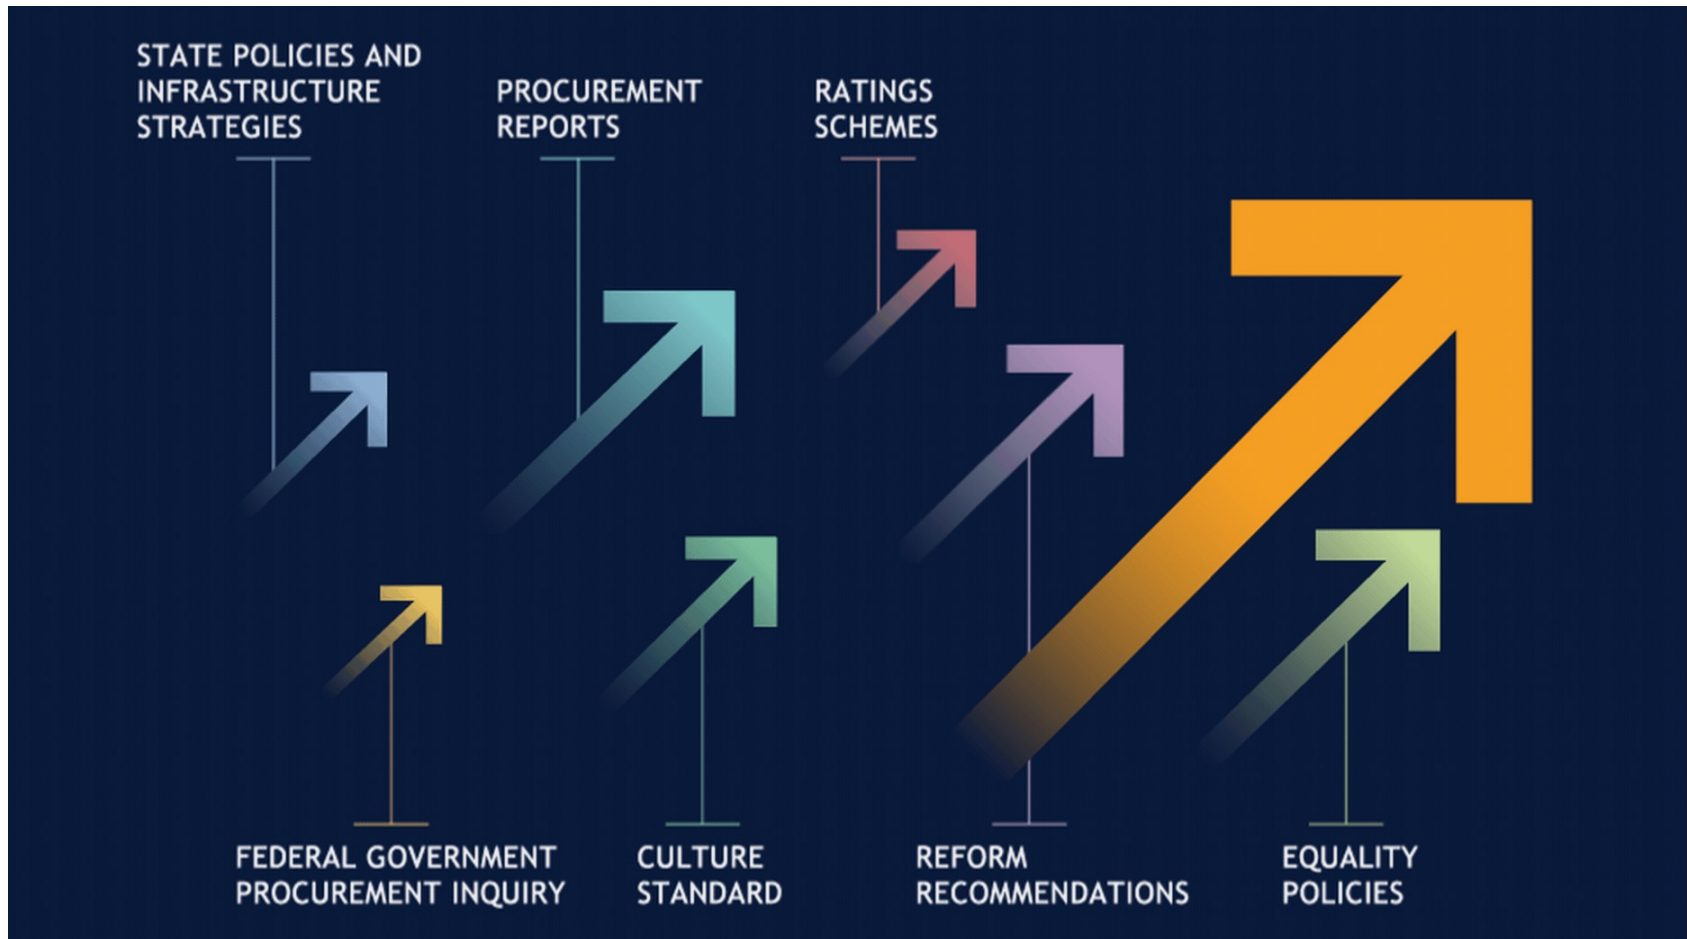 STATE POLICIES AND
INFRASTRUCTURE
STRATEGIES
PROCUREMENT
REPORTS
RATINGS
SCHEMES
FEDERAL GOVERNMENT
PROCUREMENT INQUIRY
CULTURE
STANDARD
REFORM
RECOMMENDATIONS
EQUALITY
POLICIES